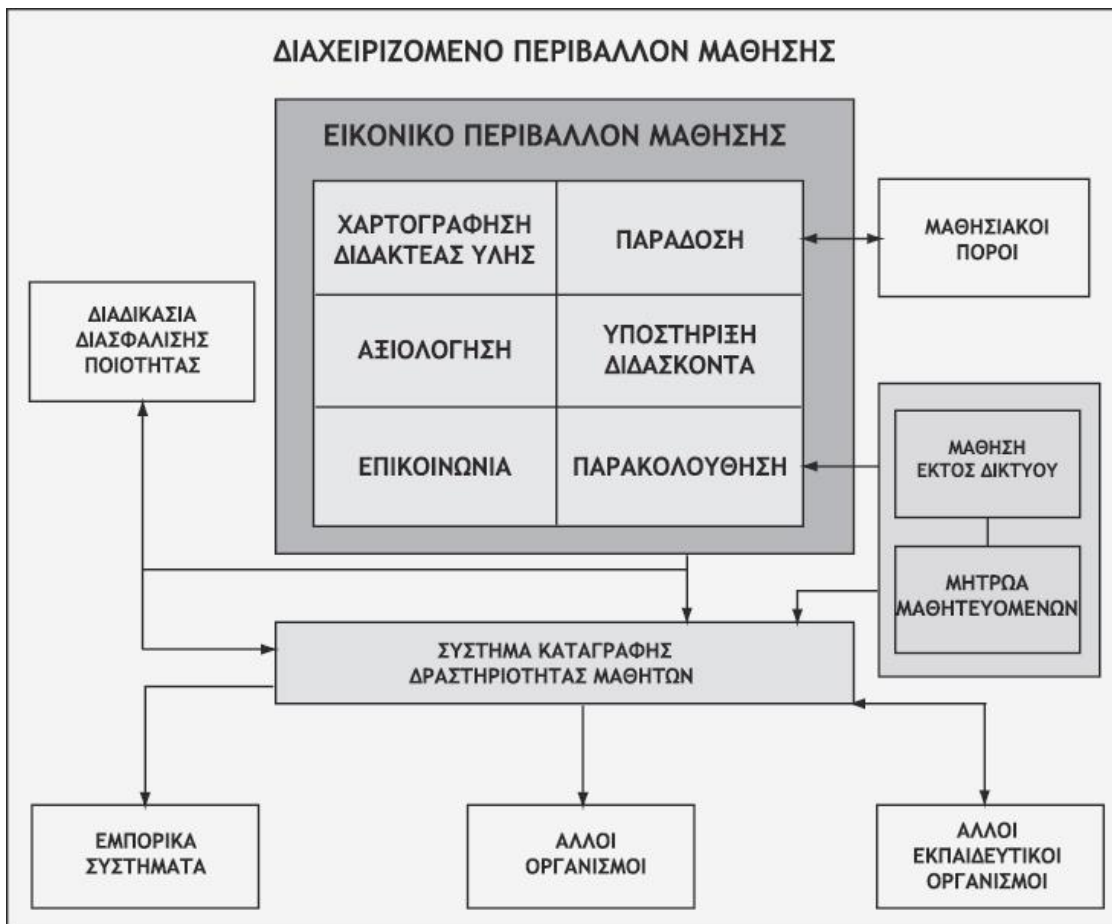 ΔΙΑΧΕΙΡΙΖΟΜΕΝΟ ΠΕΡΙΒΑΛΛΟΝ ΜΑΘΗΣΗΣ
ΕΙΚΟΝΙΚΟ ΠΕΡΙΒΑΛΛΟΝ ΜΑΘΗΣΗΣ
ΧΑΡΤΟΓΡΑΦΗΣΗ
ΔΙΔΑΚΤΕΑΣ ΥΛΗΣ
ΠΑΡΑΔΟΣΗ
ΜΑΘΗΣΙΑΚΟΙ
ΠΟΡΟΙ
ΔΙΑΔΙΚΑΣΙΑ
ΔΙΑΣΦΑΛΙΣΗΣ
ΠΟΙΟΤΗΤΑΣ
ΑΞΙΟΛΟΓΗΣΗ
ΥΠΟΣΤΗΡΙΞΗ
ΔΙΔΑΣΚΟΝΤΑ
ΕΠΙΚΟΙΝΩΝΙΑ
ΠΑΡΑΚΟΛΟΥΘΗΣΗ
ΜΑΘΗΣΗ
ΕΚΤΟΣ ΔΙΚΤΥΟΥ
ΜΗΤΡΩΑ
ΜΑΘΗΤΕΥΟΜΕΝΩΝ
ΣΥΣΤΗΜΑ ΚΑΤΑΓΡΑΦΗΣ
ΔΡΑΣΤΗΡΙΟΤΗΤΑΣ ΜΑΘΗΤΩΝ
ΕΜΠΟΡΙΚΑ
ΣΥΣΤΗΜΑΤΑ
ΑΛΛΟΙ
ΟΡΓΑΝΙΣΜΟΙ
ΑΛΛΟΙ
ΕΚΠΑΙΔΕΥΤΙΚΟΙ
ΟΡΓΑΝΙΣΜΟΙ